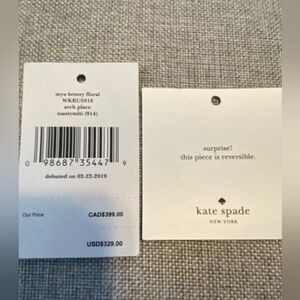 mya breezy floral
WKRU5818
arch place
toastymlti (914)
0 98687 35447 9
debuted on 02-22-2019
Our Price CAD$399.00
USD$329.00
surprise!
this piece is reversible.
kate spade
NEW YORK